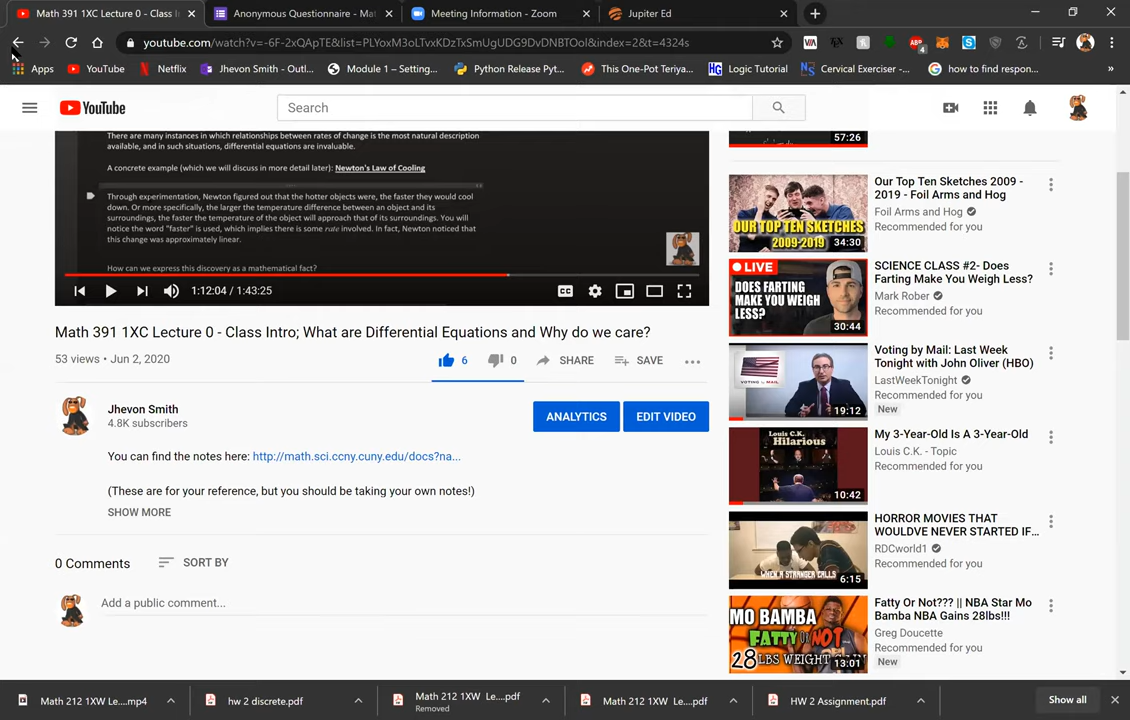 Math 391 1XC Lecture 0 - Class I
Anonymous Questionnaire - Mat
Meeting Information - Zoom
Jupiter Ed
youtube.com/watch?v=-6F-2xQApTE&list=PLYoxM3oLTvxKDzTxSmUgUDG9DvDNBTOol&index=2&t=4324s
VIA
ABP
4
Apps
YouTube
Netflix
Jhevon Smith - Outl...
Module 1 – Setting...
Python Release Pyt...
This One-Pot Teriya...
Logic Tutorial
Cervical Exerciser -...
how to find respon...
YouTube
Search
There are many instances in which relationships between rates of change is the most natural description
available, and in such situations, differential equations are invaluable.
A concrete example (which we will discuss in more detail later): Newton's Law of Cooling
Through experimentation, Newton figured out that the hotter objects were, the faster they would cool
down. Or more specifically, the larger the temperature difference between an object and its
surroundings, the faster the temperature of the object will approach that of its surroundings. You will
notice the word "faster" is used, which implies there is some rule involved. In fact, Newton noticed that
this change was approximately linear.
How can we express this discovery as a mathematical fact?
1:12:04 / 1:43:25
CC
Math 391 1XC Lecture 0 - Class Intro; What are Differential Equations and Why do we care?
53 views • Jun 2, 2020
6
0
SHARE
SAVE
Jhevon Smith
4.8K subscribers
ANALYTICS
EDIT VIDEO
You can find the notes here: http://math.sci.ccny.cuny.edu/docs?na...
(These are for your reference, but you should be taking your own notes!)
SHOW MORE
0 Comments
SORT BY
Add a public comment...
57:26
OUR TOP TEN
SKETCHES
2009-2019
34:30
Our Top Ten Sketches 2009 -
2019 - Foil Arms and Hog
Foil Arms and Hog
Recommended for you
LIVE
DOES FARTING
MAKE YOU WEIGH
LESS?
30:44
SCIENCE CLASS #2- Does
Farting Make You Weigh Less?
Mark Rober
Recommended for you
19:12
Voting by Mail: Last Week
Tonight with John Oliver (HBO)
LastWeekTonight
Recommended for you
New
Louis C.K.
Hilarious
10:42
My 3-Year-Old Is A 3-Year-Old
Louis C.K. - Topic
Recommended for you
WHEN A STRANGER CALLS
6:15
HORROR MOVIES THAT
WOULDVE NEVER STARTED IF...
RDCworld1
Recommended for you
MO BAMBA
FATTY OR NOT
28 LBS WEIGHT GAIN
13:01
Fatty Or Not??? || NBA Star Mo
Bamba NBA Gains 28lbs!!!
Greg Doucette
Recommended for you
New
Math 212 1XW Le....mp4
hw 2 discrete.pdf
Math 212 1XW Le....pdf
Removed
Math 212 1XW Le....pdf
HW 2 Assignment.pdf
Show all